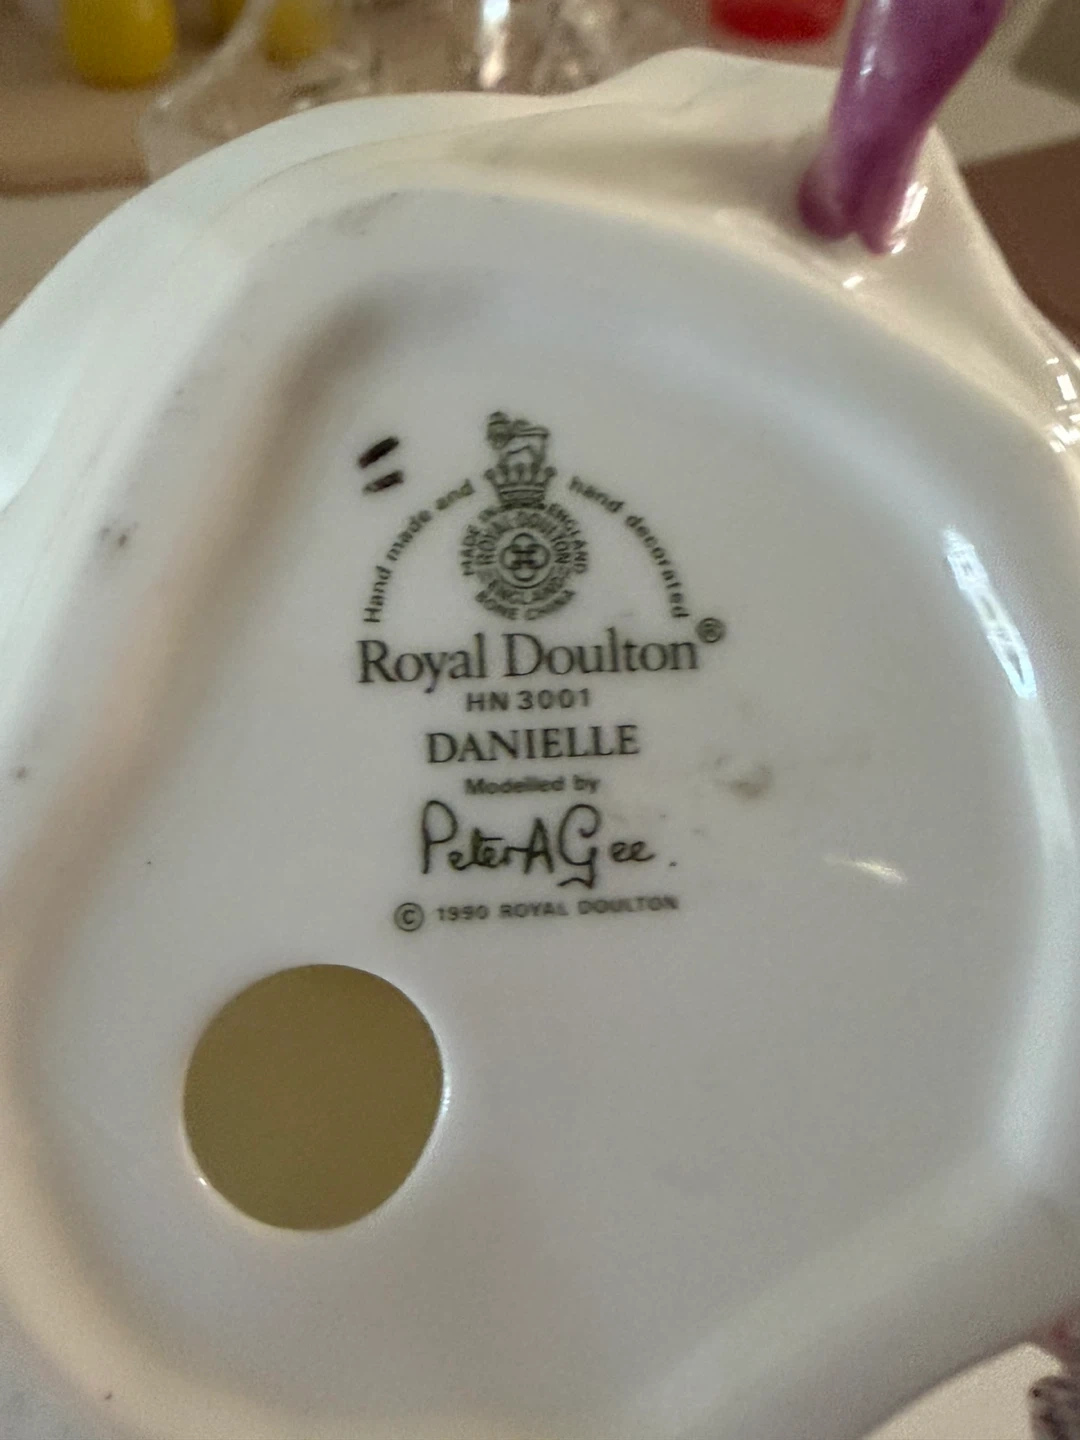 Hand made and hand decorated
MADE IN ENGLAND
ROYAL DOULTON
ENGLAND
BONE CHINA
Royal Doulton®
HN 3001
DANIELLE
Modelled by
Peter A Gee.
© 1990 ROYAL DOULTON